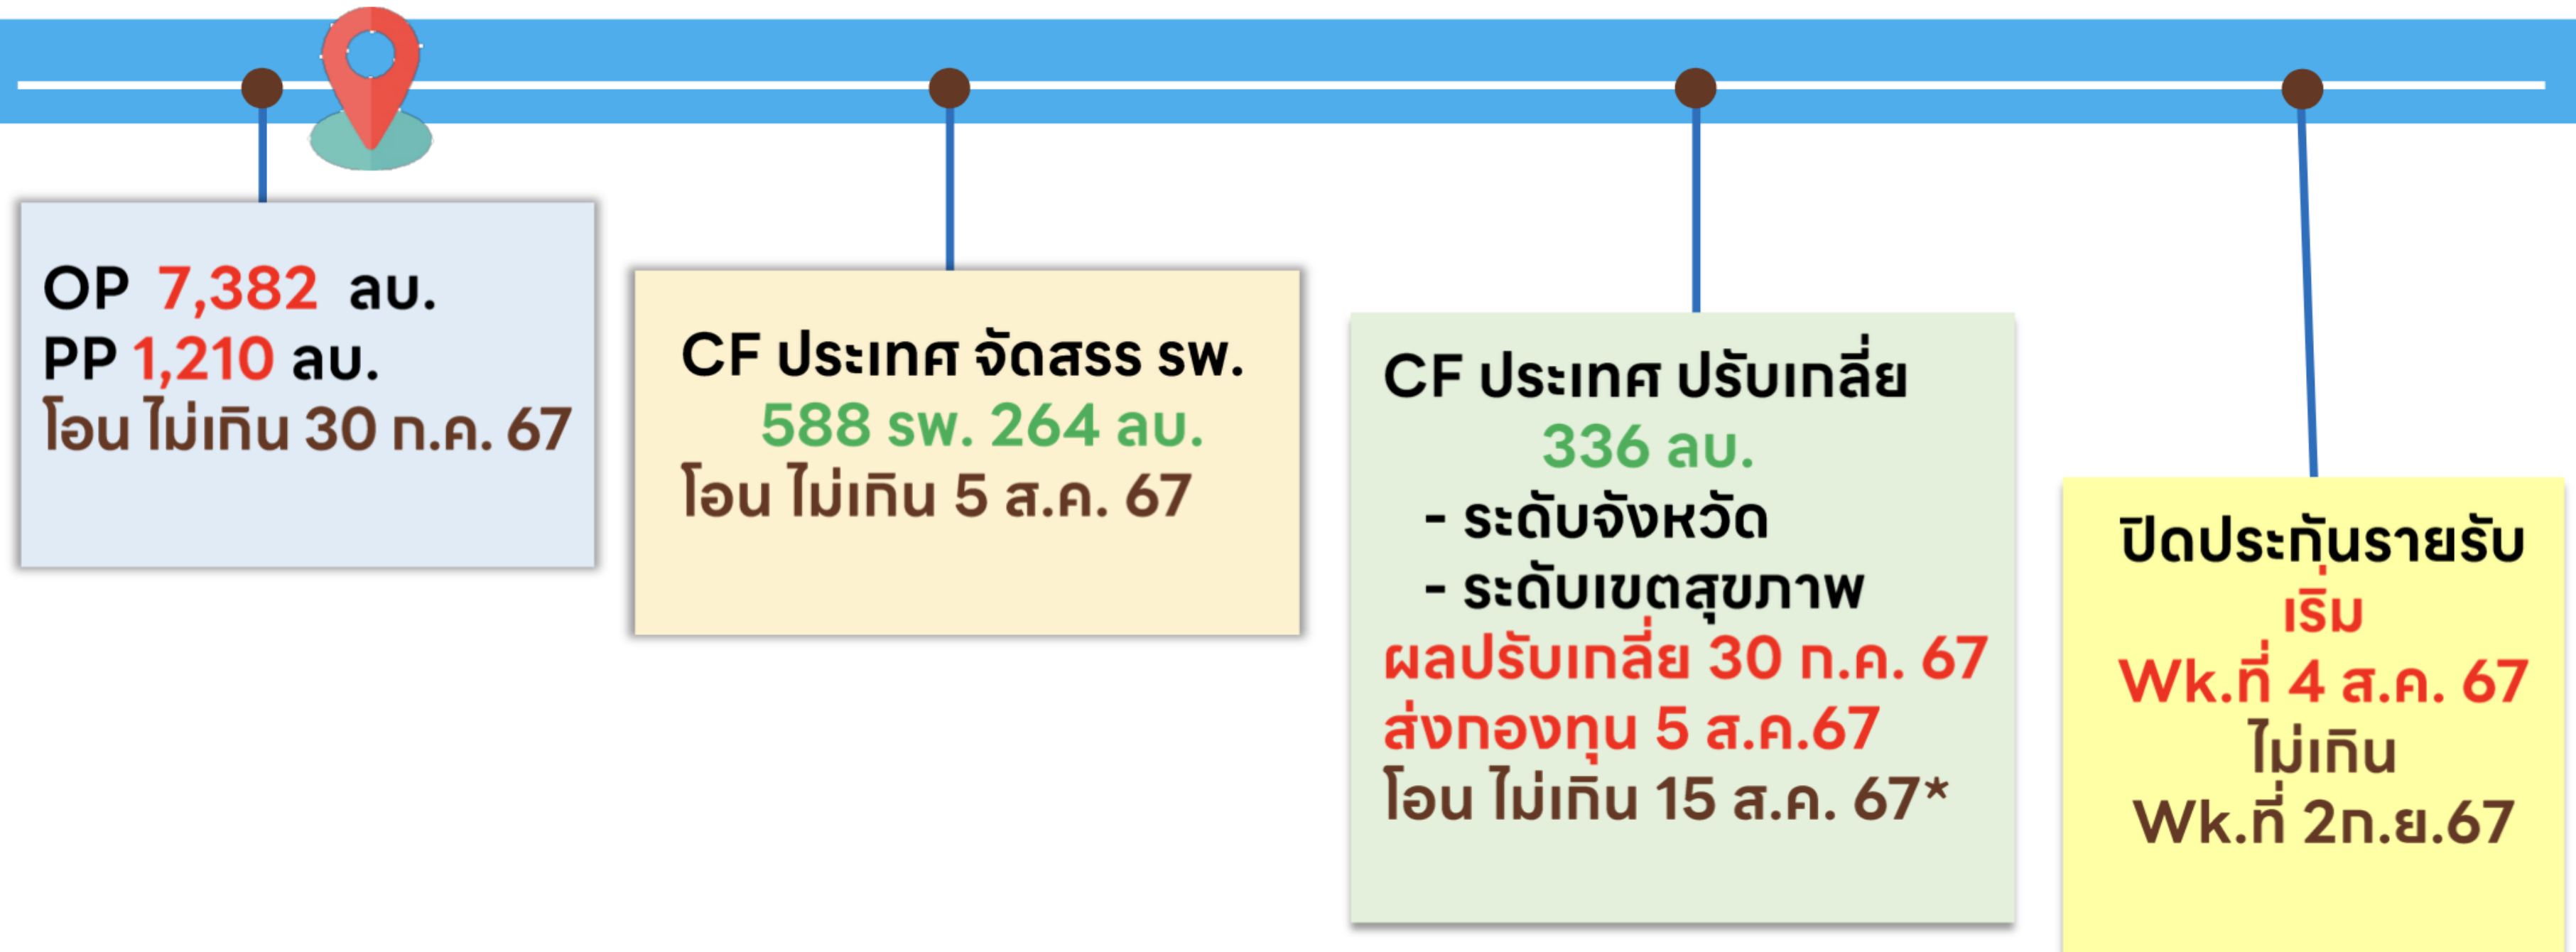 OP 7,382 ลบ.
PP 1,210 ลบ.
โอน ไม่เกิน 30 ก.ค. 67
CF ประเทศ จัดสรร รพ.
588 รพ. 264 ลบ.
โอน ไม่เกิน 5 ส.ค. 67
CF ประเทศ ปรับเกลี่ย
336 ลบ.
- ระดับจังหวัด
- ระดับเขตสุขภาพ
ผลปรับเกลี่ย 30 ก.ค. 67
ส่งกองทุน 5 ส.ค.67
โอน ไม่เกิน 15 ส.ค. 67*
ปิดประกันรายรับ
เริ่ม
Wk.ที่ 4 ส.ค. 67
ไม่เกิน
Wk.ที่ 2ก.ย.67